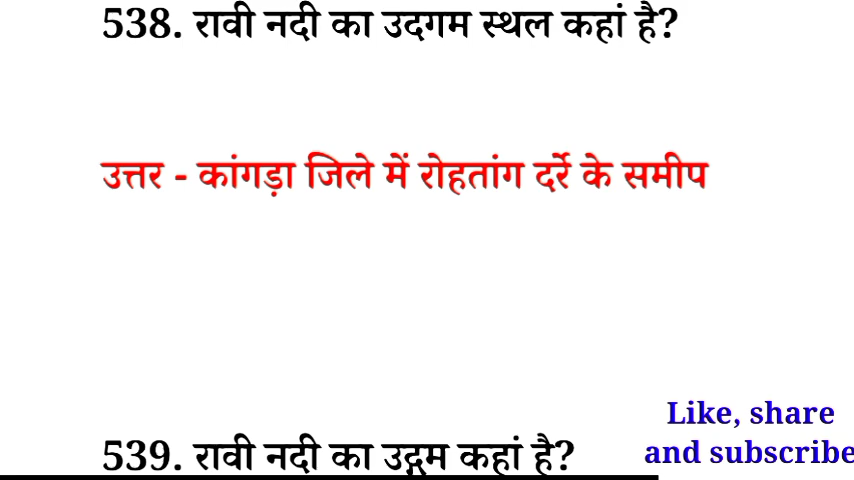 538. रावी नदी का उदगम स्थल कहां है?
उत्तर - कांगड़ा जिले में रोहतांग दर्रे के समीप
Like, share
and subscribe
539. रावी नदी का उद्गम कहां है?